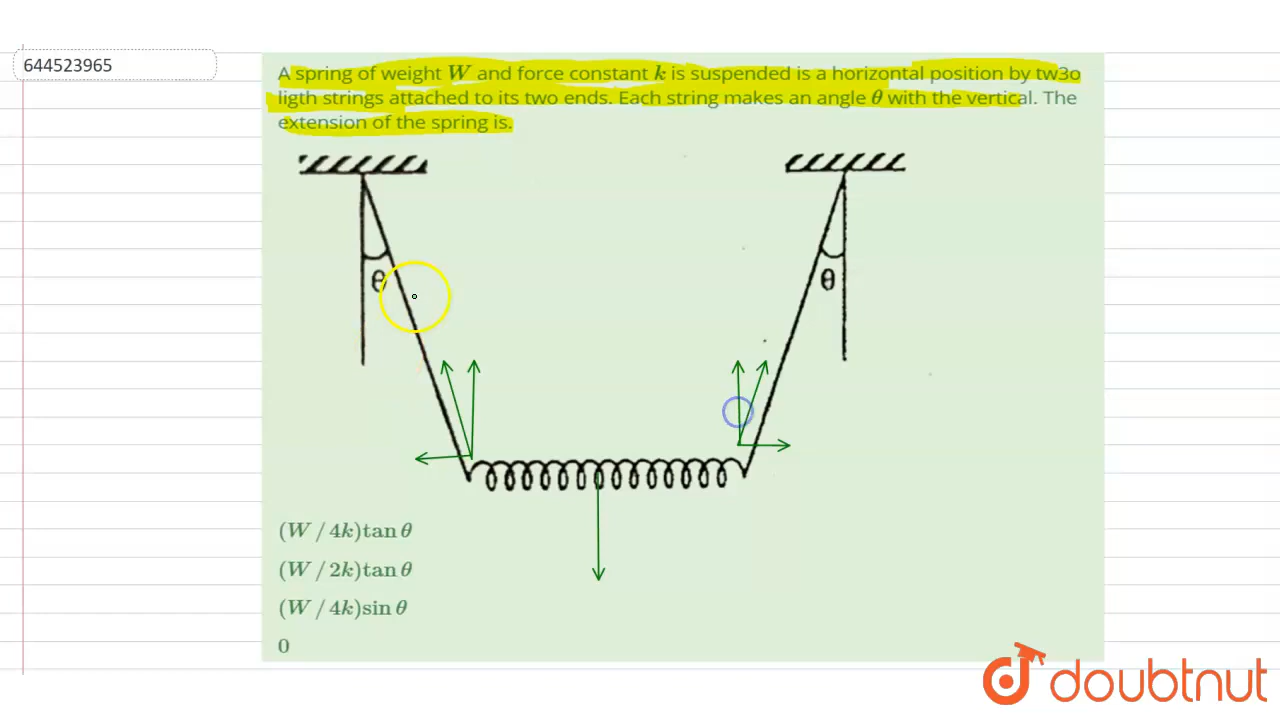 644523965
A spring of weight W and force constant k is suspended is a horizontal position by tw3o
ligth strings attached to its two ends. Each string makes an angle θ with the vertical. The
extension of the spring is.
θ
θ
(W / 4k)tan θ
(W / 2k)tan θ
(W / 4k)sin θ
0
doubtnut